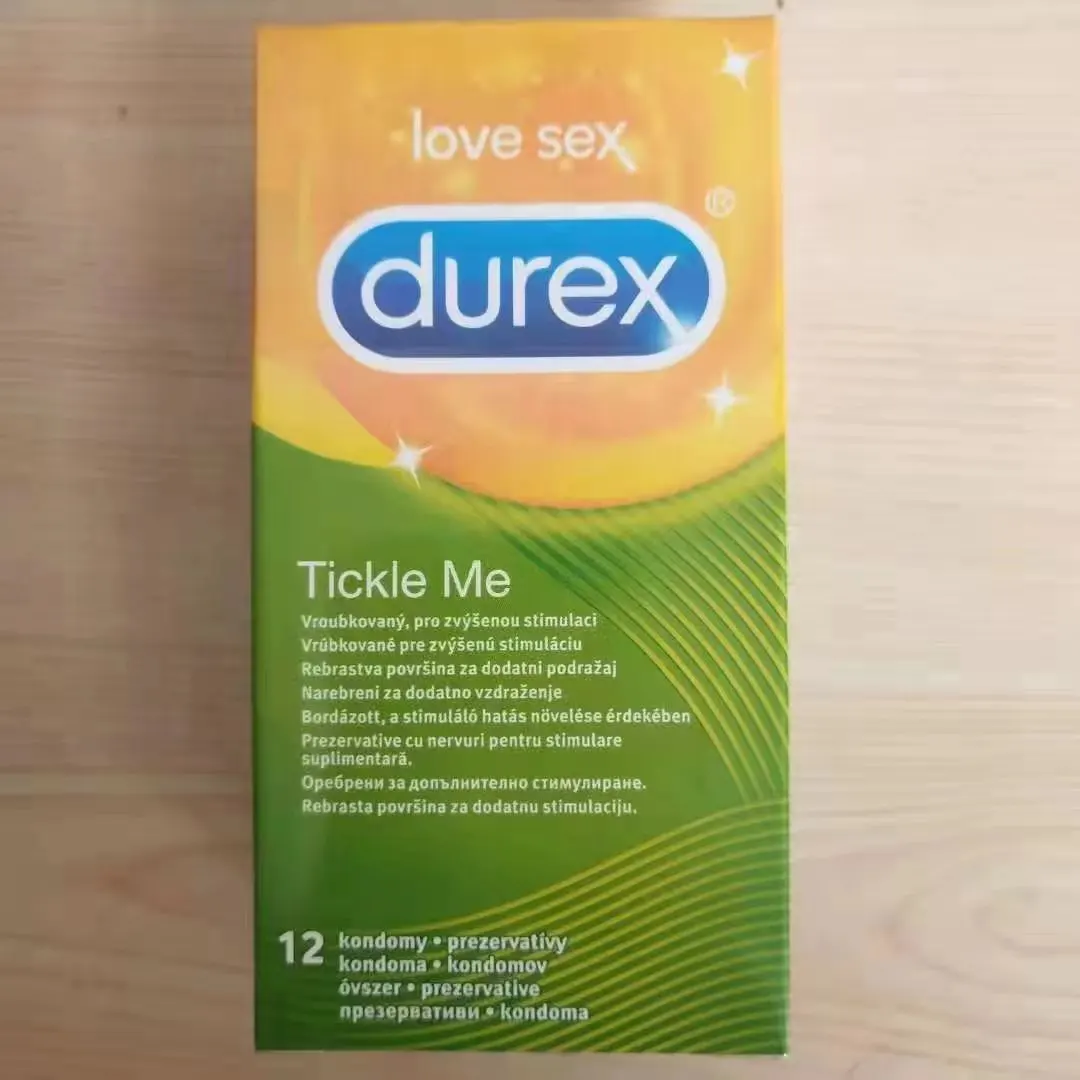 love sex
durex®
Tickle Me
Vroubkovaný, pro zvýšenou stimulaci
Vrúbkované pre zvýšenú stimuláciu
Rebrastva površina za dodatni podražaj
Narebreni za dodatno vzdraženje
Bordázott, a stimuláló hatás növelése érdekében
Prezervative cu nervuri pentru stimulare
suplimentară.
Оребрени за допълнително стимулиране.
Rebrasta površina za dodatnu stimulaciju.
12 kondomy • prezervatívy
kondoma • kondomov
óvszer • prezervative
презервативи • kondoma